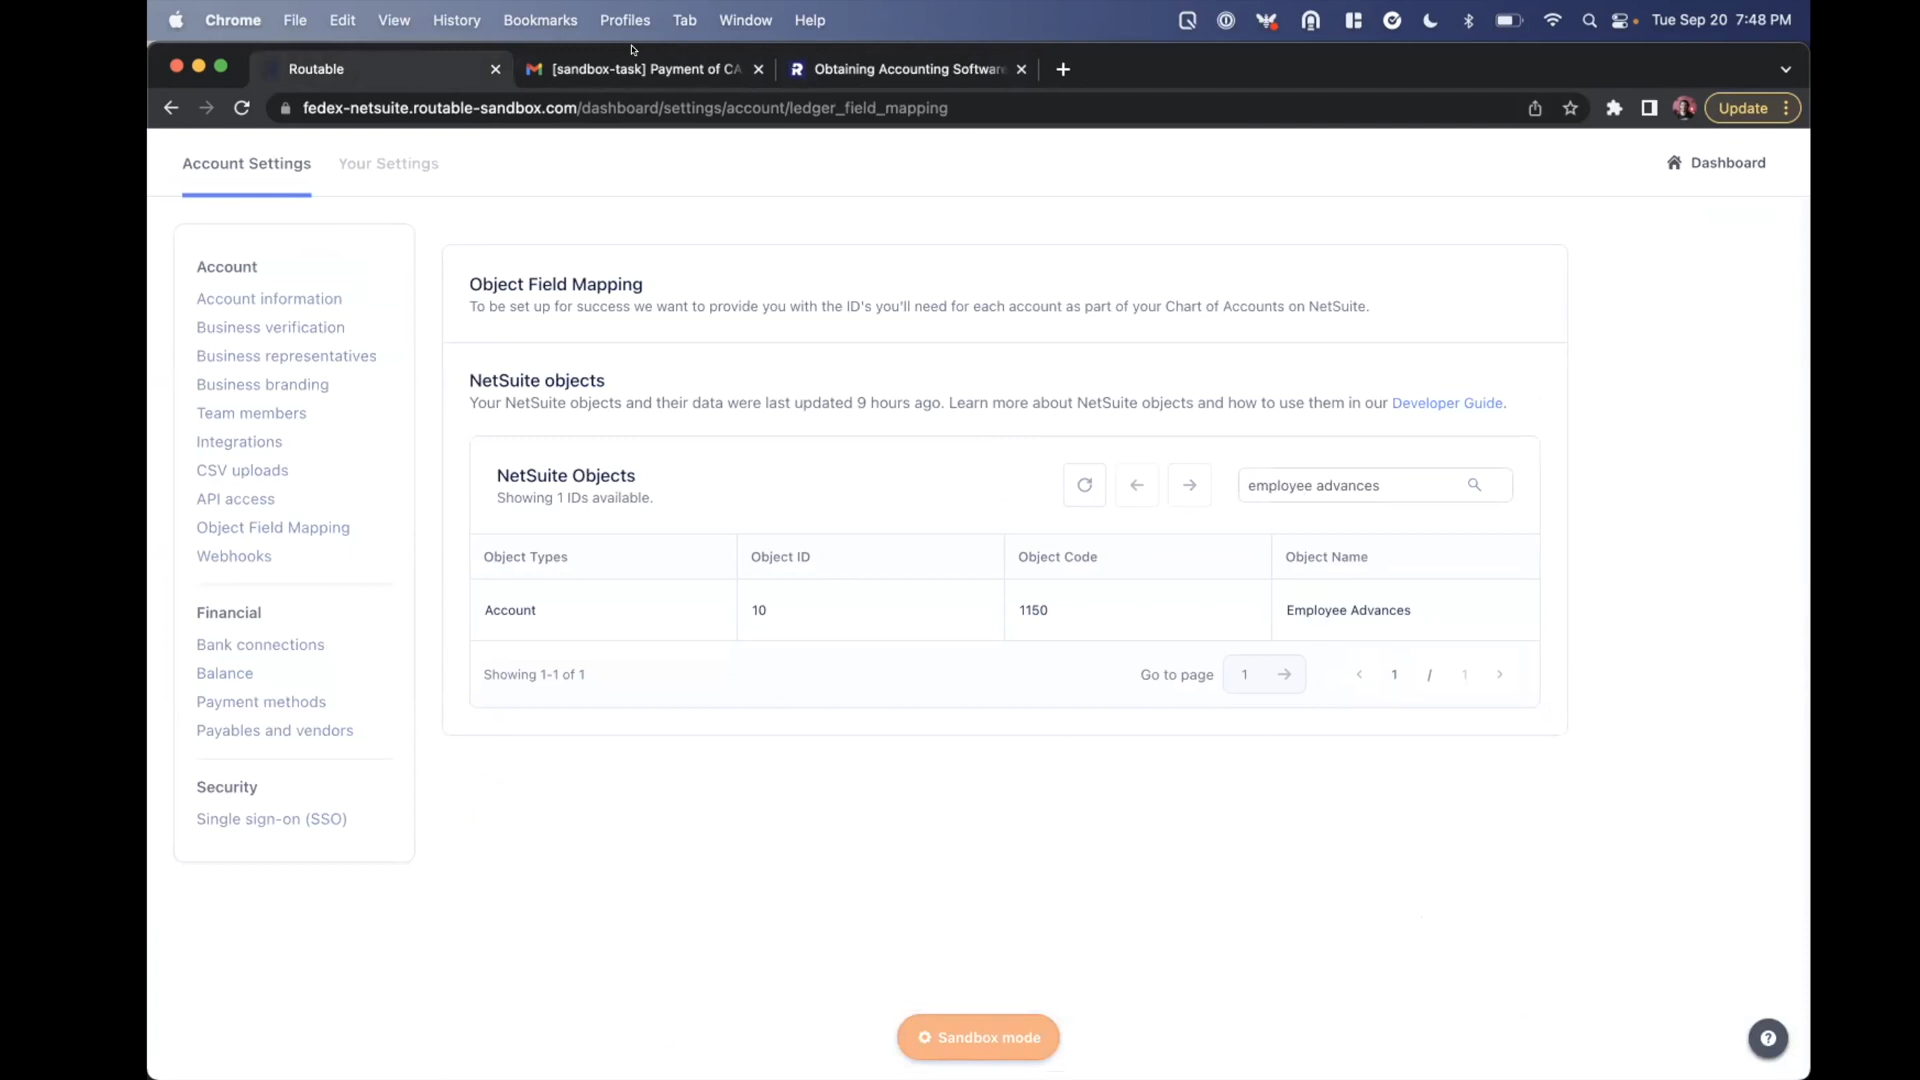 Chrome File Edit View History Bookmarks Profiles Tab Window Help Tue Sep 20 7:48 PM
Routable [sandbox-task] Payment of CA Obtaining Accounting Software
fedex-netsuite.routable-sandbox.com/dashboard/settings/account/ledger_field_mapping Update
Account Settings Your Settings Dashboard
Account
Account information
Business verification
Business representatives
Business branding
Team members
Integrations
CSV uploads
API access
Object Field Mapping
Webhooks
Financial
Bank connections
Balance
Payment methods
Payables and vendors
Security
Single sign-on (SSO)
Object Field Mapping
To be set up for success we want to provide you with the ID's you'll need for each account as part of your Chart of Accounts on NetSuite.
NetSuite objects
Your NetSuite objects and their data were last updated 9 hours ago. Learn more about NetSuite objects and how to use them in our Developer Guide.
NetSuite Objects
Showing 1 IDs available.
employee advances
Object Types Object ID Object Code Object Name
Account 10 1150 Employee Advances
Showing 1-1 of 1 Go to page 1 1 / 1
Sandbox mode